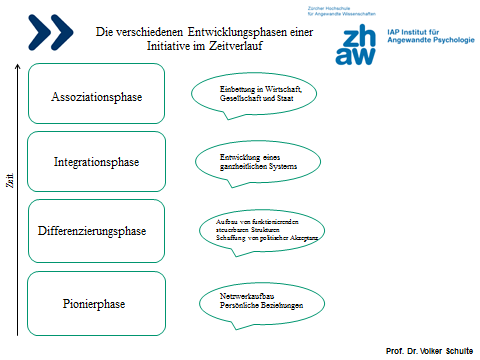 Zürcher Hochschule
für Angewandte Wissenschaften
Die verschiedenen Entwicklungsphasen einer
Initiative im Zeitverlauf
zh
aw
IAP Institut für
Angewandte Psychologie
Assoziationsphase
Einbettung in Wirtschaft,
Gesellschaft und Staat
Integrationsphase
Entwicklung eines
ganzheitlichen Systems
Zeit
Differenzierungsphase
Aufbau von funktionierenden
steuerbaren Strukturen
Schaffung von politischer Akzeptanz
Pionierphase
Netzwerkaufbau
Persönliche Beziehungen
Prof. Dr. Volker Schulte